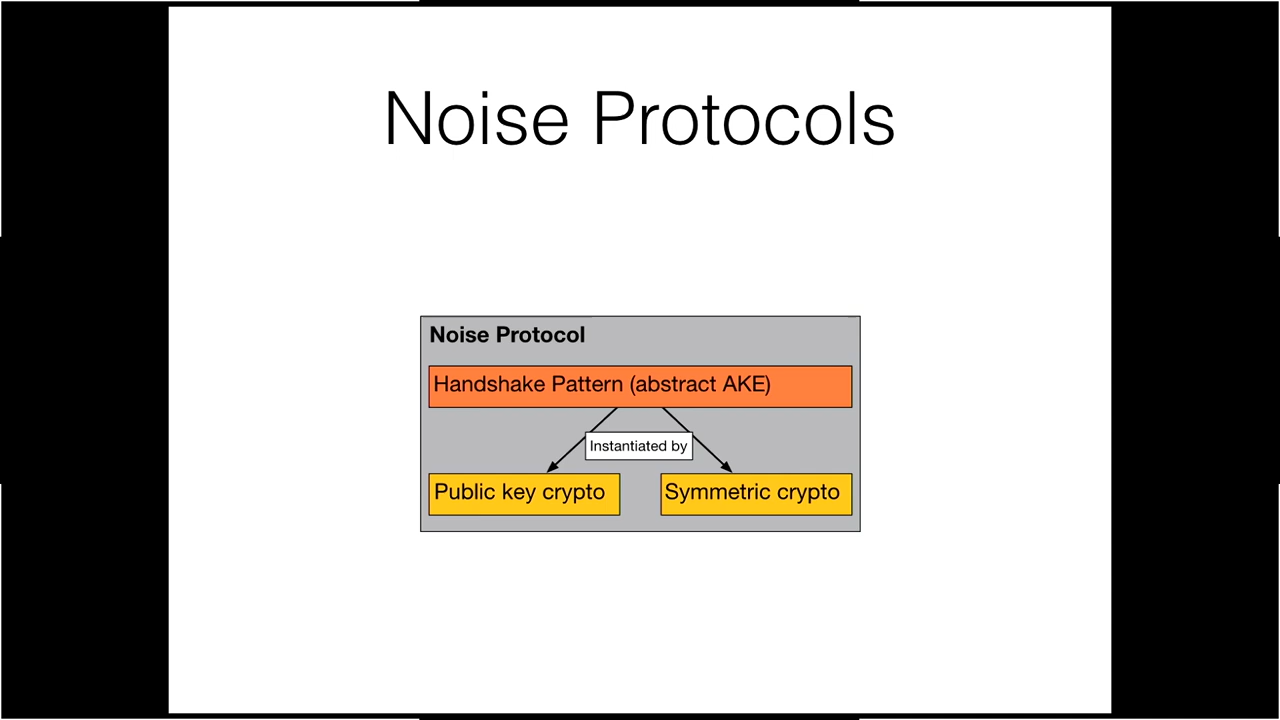 Noise Protocols
Noise Protocol
Handshake Pattern (abstract AKE)
Instantiated by
Public key crypto
Symmetric crypto